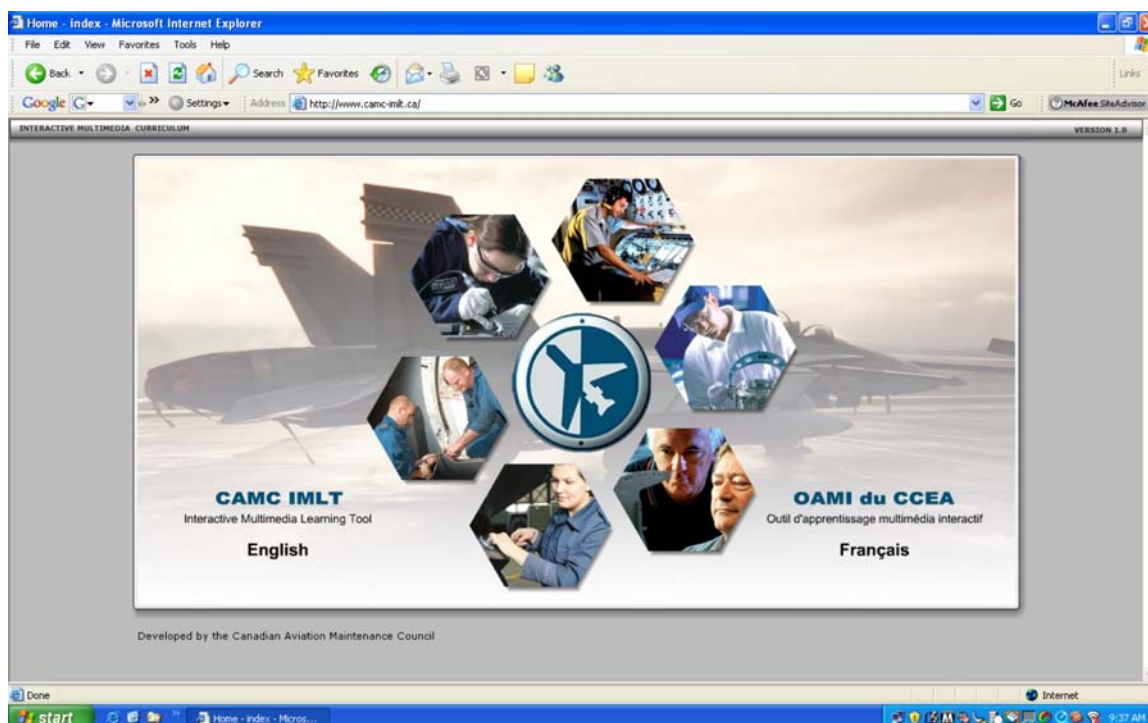 Home - index - Microsoft Internet Explorer
File Edit View Favorites Tools Help
Back Search Favorites
Links
Google G Settings Address http://www.camc-imlt.ca/ Go McAfee SiteAdvisor
INTERACTIVE MULTIMEDIA CURRICULUM VERSION 1.0
CAMC IMLT
Interactive Multimedia Learning Tool
English
OAMI du CCEA
Outil d'apprentissage multimédia interactif
Français
Developed by the Canadian Aviation Maintenance Council
Done Internet
start Home - index - Micros... 9:37 AM